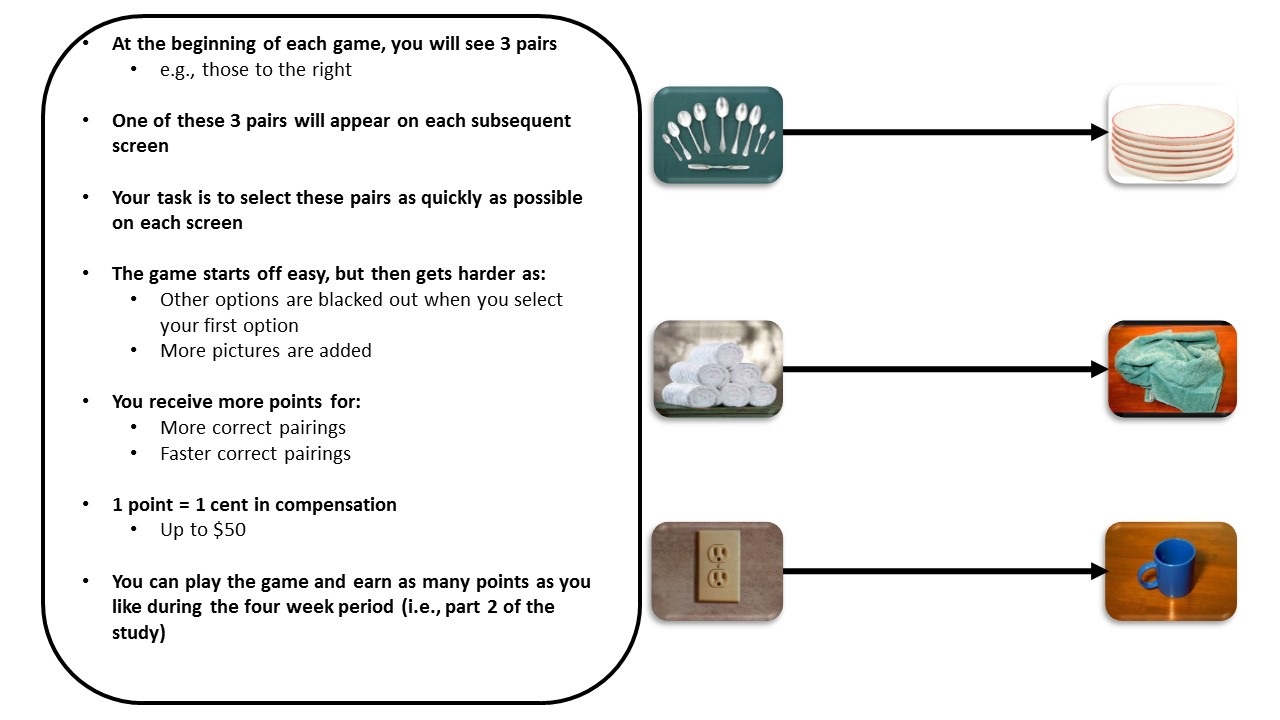 • At the beginning of each game, you will see 3 pairs
• e.g., those to the right
• One of these 3 pairs will appear on each subsequent
screen
• Your task is to select these pairs as quickly as possible
on each screen
• The game starts off easy, but then gets harder as:
• Other options are blacked out when you select
your first option
• More pictures are added
• You receive more points for:
• More correct pairings
• Faster correct pairings
• 1 point = 1 cent in compensation
• Up to $50
• You can play the game and earn as many points as you
like during the four week period (i.e., part 2 of the
study)